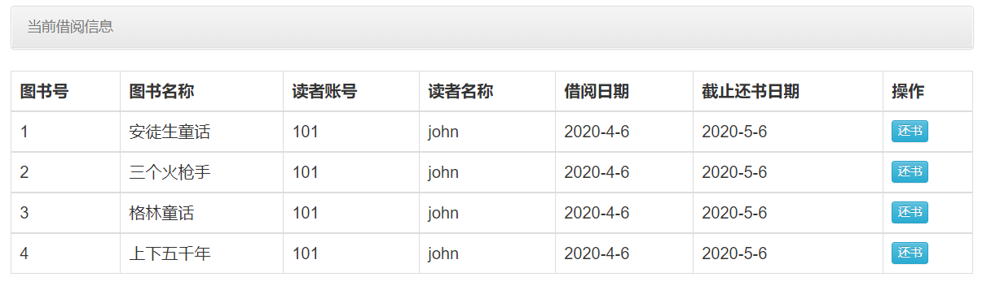 当前借阅信息
图书号 图书名称 读者账号 读者名称 借阅日期 截止还书日期 操作
1 安徒生童话 101 john 2020-4-6 2020-5-6 还书
2 三个火枪手 101 john 2020-4-6 2020-5-6 还书
3 格林童话 101 john 2020-4-6 2020-5-6 还书
4 上下五千年 101 john 2020-4-6 2020-5-6 还书